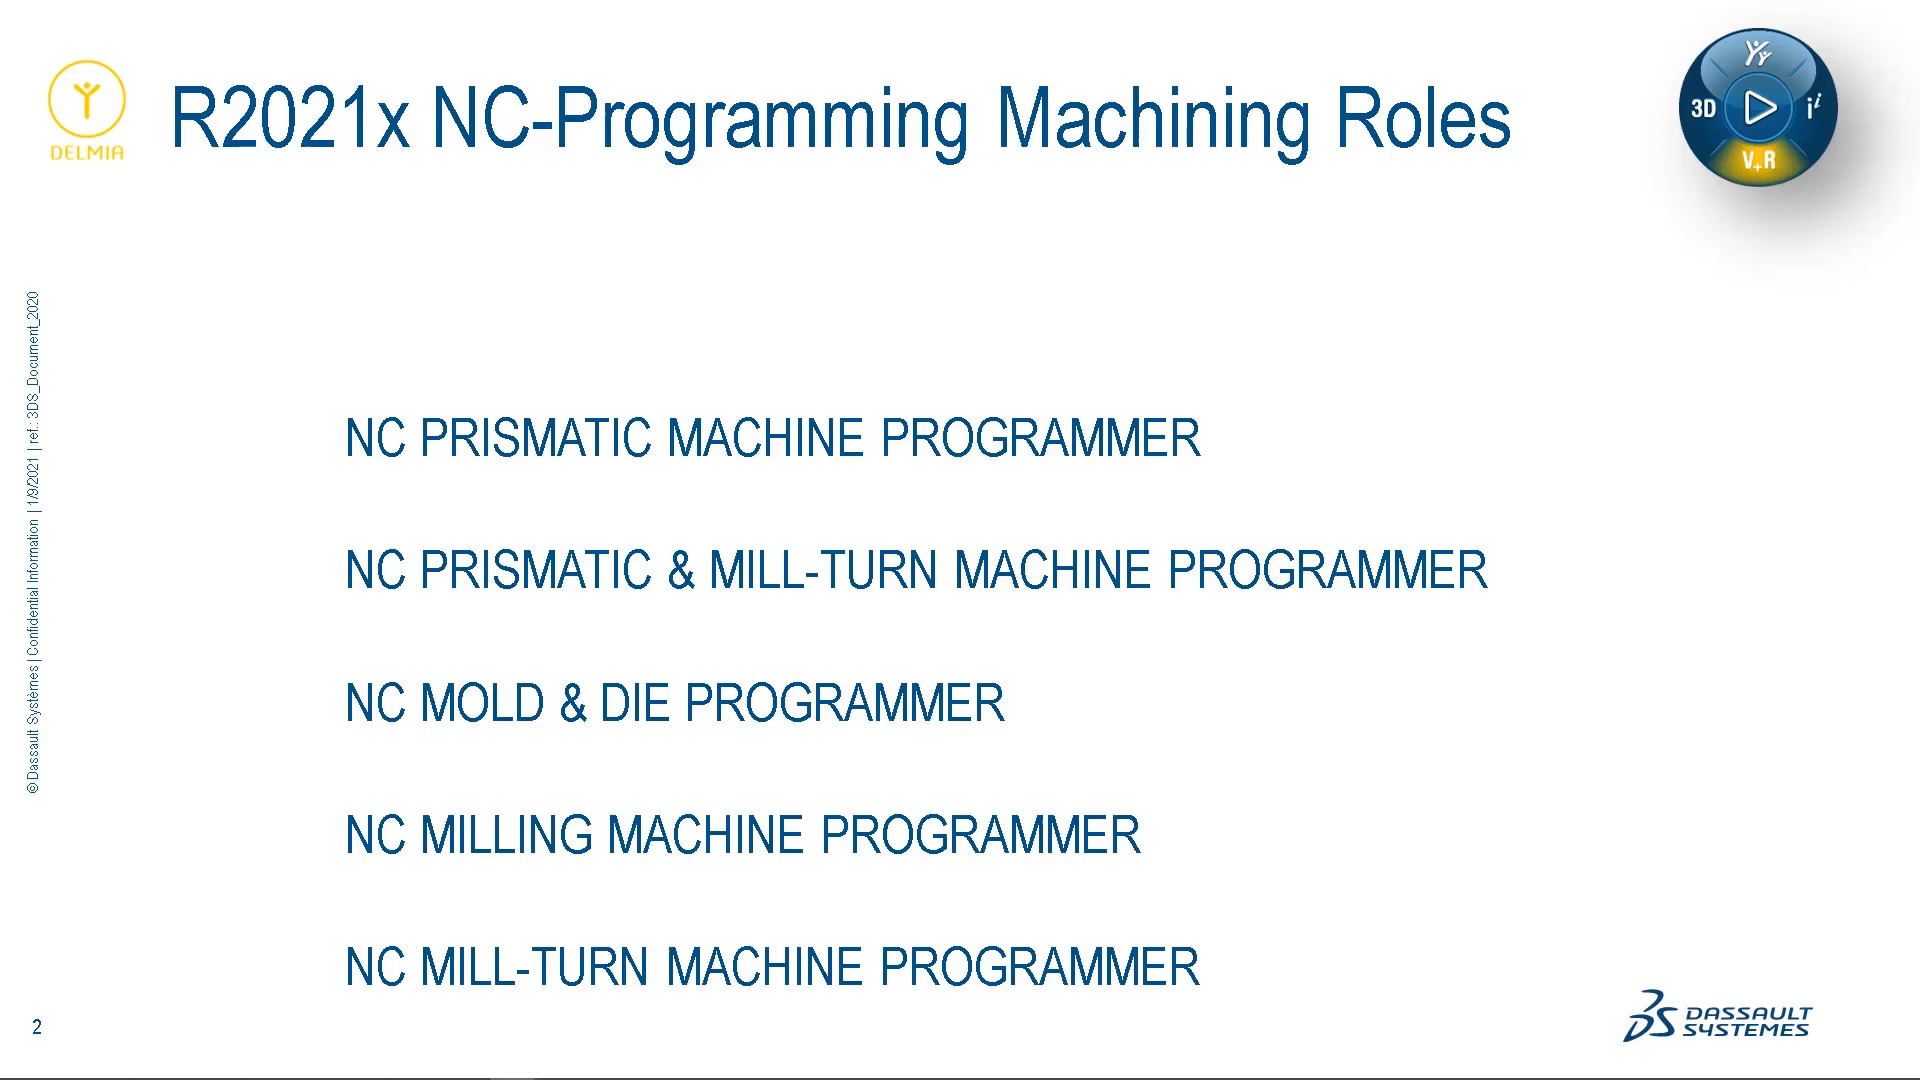 DELMIA
R2021x NC-Programming Machining Roles
3D
V+R
© Dassault Systèmes | Confidential Information | 1/9/2021 | ref.: 3DS_Document_2020
NC PRISMATIC MACHINE PROGRAMMER
NC PRISMATIC & MILL-TURN MACHINE PROGRAMMER
NC MOLD & DIE PROGRAMMER
NC MILLING MACHINE PROGRAMMER
NC MILL-TURN MACHINE PROGRAMMER
2
DASSAULT
SYSTEMES